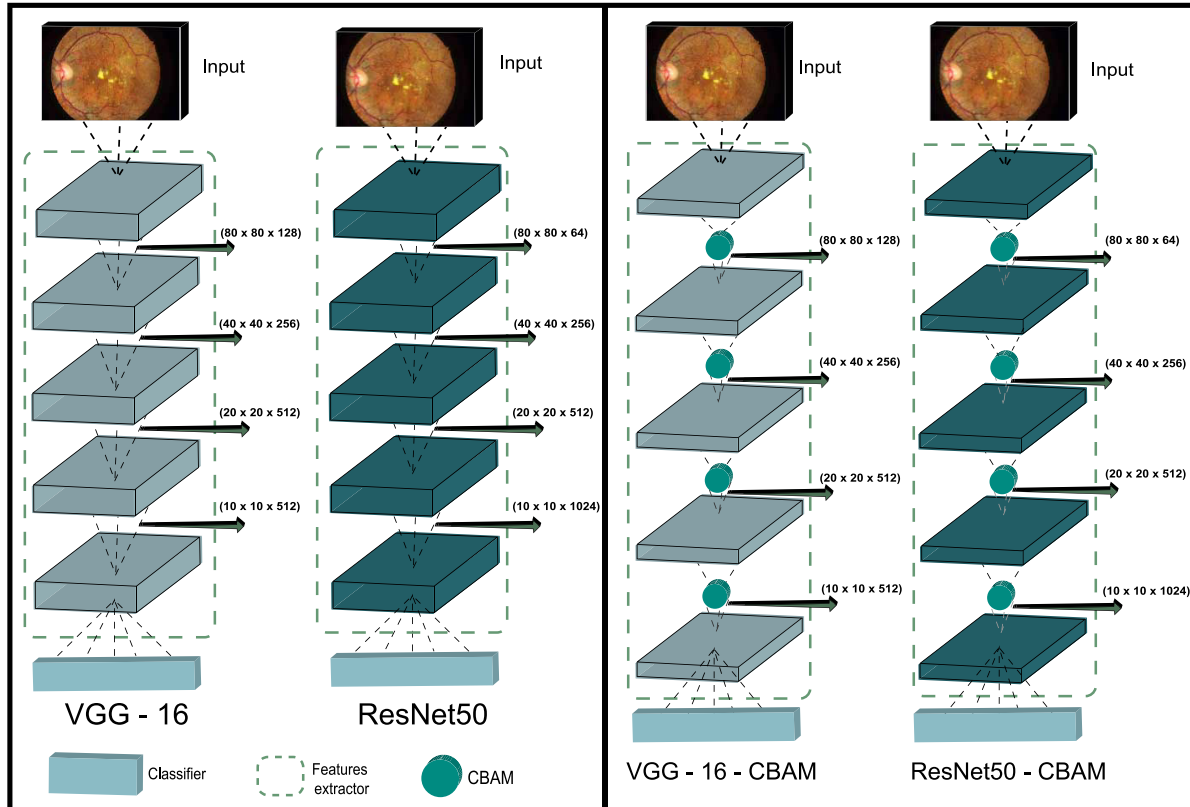 Input
(80 x 80 x 128)
(40 x 40 x 256)
(20 x 20 x 512)
(10 x 10 x 512)
VGG - 16
Input
(80 x 80 x 64)
(40 x 40 x 256)
(20 x 20 x 512)
(10 x 10 x 1024)
ResNet50
Classifier
Features
extractor
CBAM
Input
(80 x 80 x 128)
(40 x 40 x 256)
(20 x 20 x 512)
(10 x 10 x 512)
VGG - 16 - CBAM
Input
(80 x 80 x 64)
(40 x 40 x 256)
(20 x 20 x 512)
(10 x 10 x 1024)
ResNet50 - CBAM